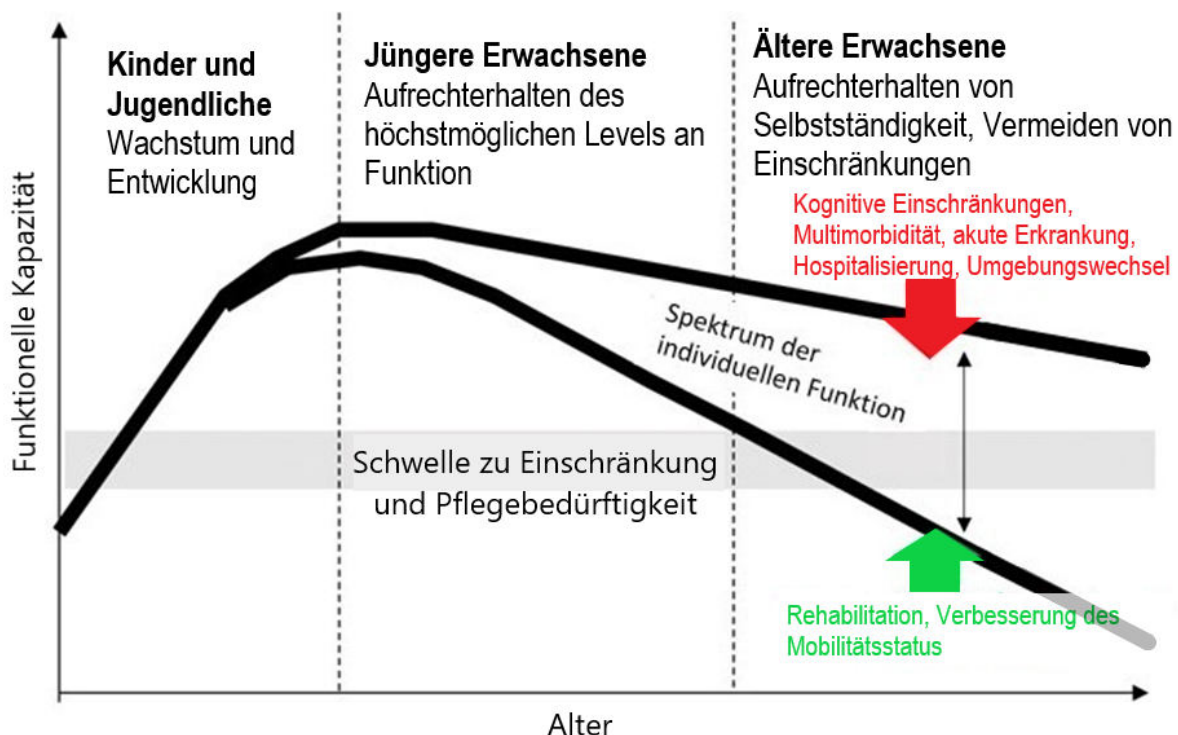 Kinder und
Jugendliche
Wachstum und
Entwicklung
Jüngere Erwachsene
Aufrechterhalten des
höchstmöglichen Levels an
Funktion
Ältere Erwachsene
Aufrechterhalten von
Selbstständigkeit, Vermeiden von
Einschränkungen
Kognitive Einschränkungen,
Multimorbidität, akute Erkrankung,
Hospitalisierung, Umgebungswechsel
Funktionelle Kapazität
Spektrum der
individuellen Funktion
Schwelle zu Einschränkung
und Pflegebedürftigkeit
Rehabilitation, Verbesserung des
Mobilitätsstatus
Alter